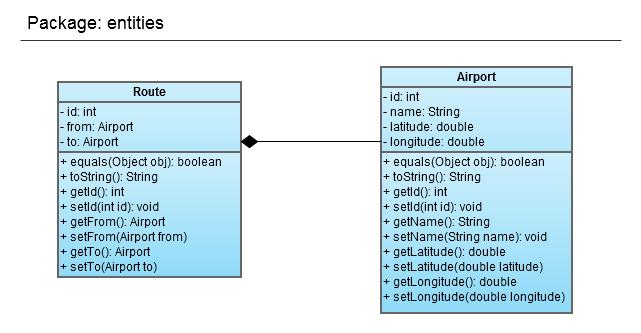 Package: entities
Route
- id: int
- from: Airport
- to: Airport
+ equals(Object obj): boolean
+ toString(): String
+ getId(): int
+ setId(int id): void
+ getFrom(): Airport
+ setFrom(Airport from)
+ getTo(): Airport
+ setTo(Airport to)
Airport
- id: int
- name: String
- latitude: double
- longitude: double
+ equals(Object obj): boolean
+ toString(): String
+ getId(): int
+ setId(int id): void
+ getName(): String
+ setName(String name): void
+ getLatitude(): double
+ setLatitude(double latitude)
+ getLongitude(): double
+ setLongitude(double longitude)